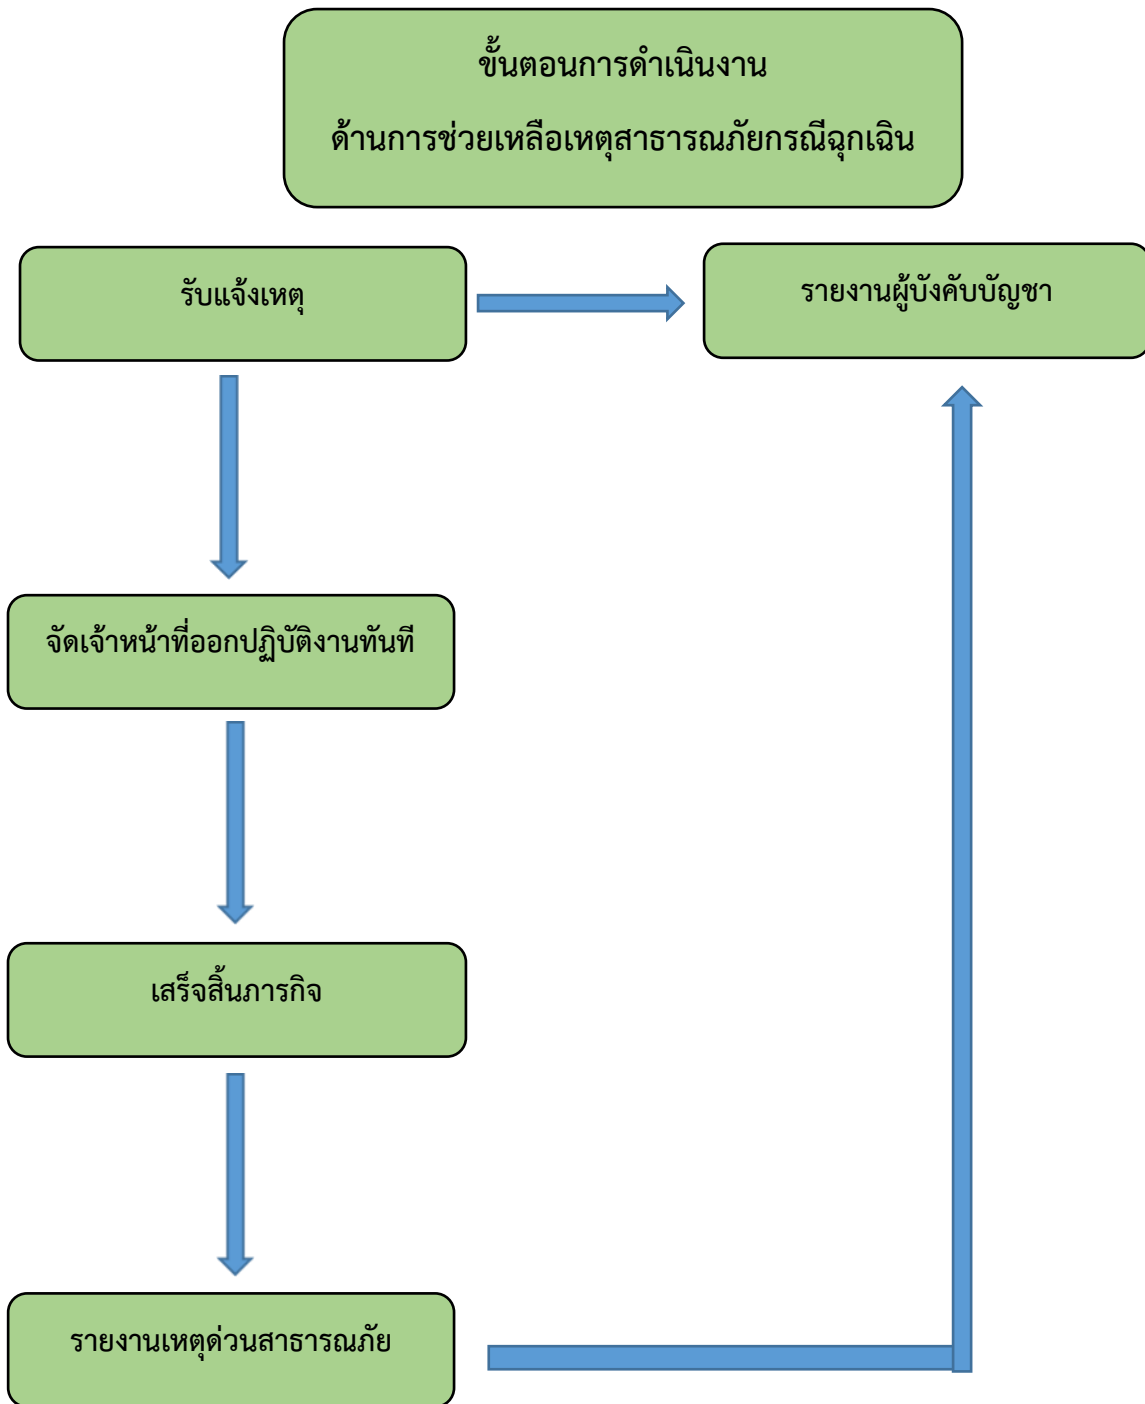 ขั้นตอนการดำเนินงาน
ด้านการช่วยเหลือเหตุสาธารณภัยกรณีฉุกเฉิน
รับแจ้งเหตุ
รายงานผู้บังคับบัญชา
จัดเจ้าหน้าที่ออกปฏิบัติงานทันที
เสร็จสิ้นภารกิจ
รายงานเหตุด่วนสาธารณภัย